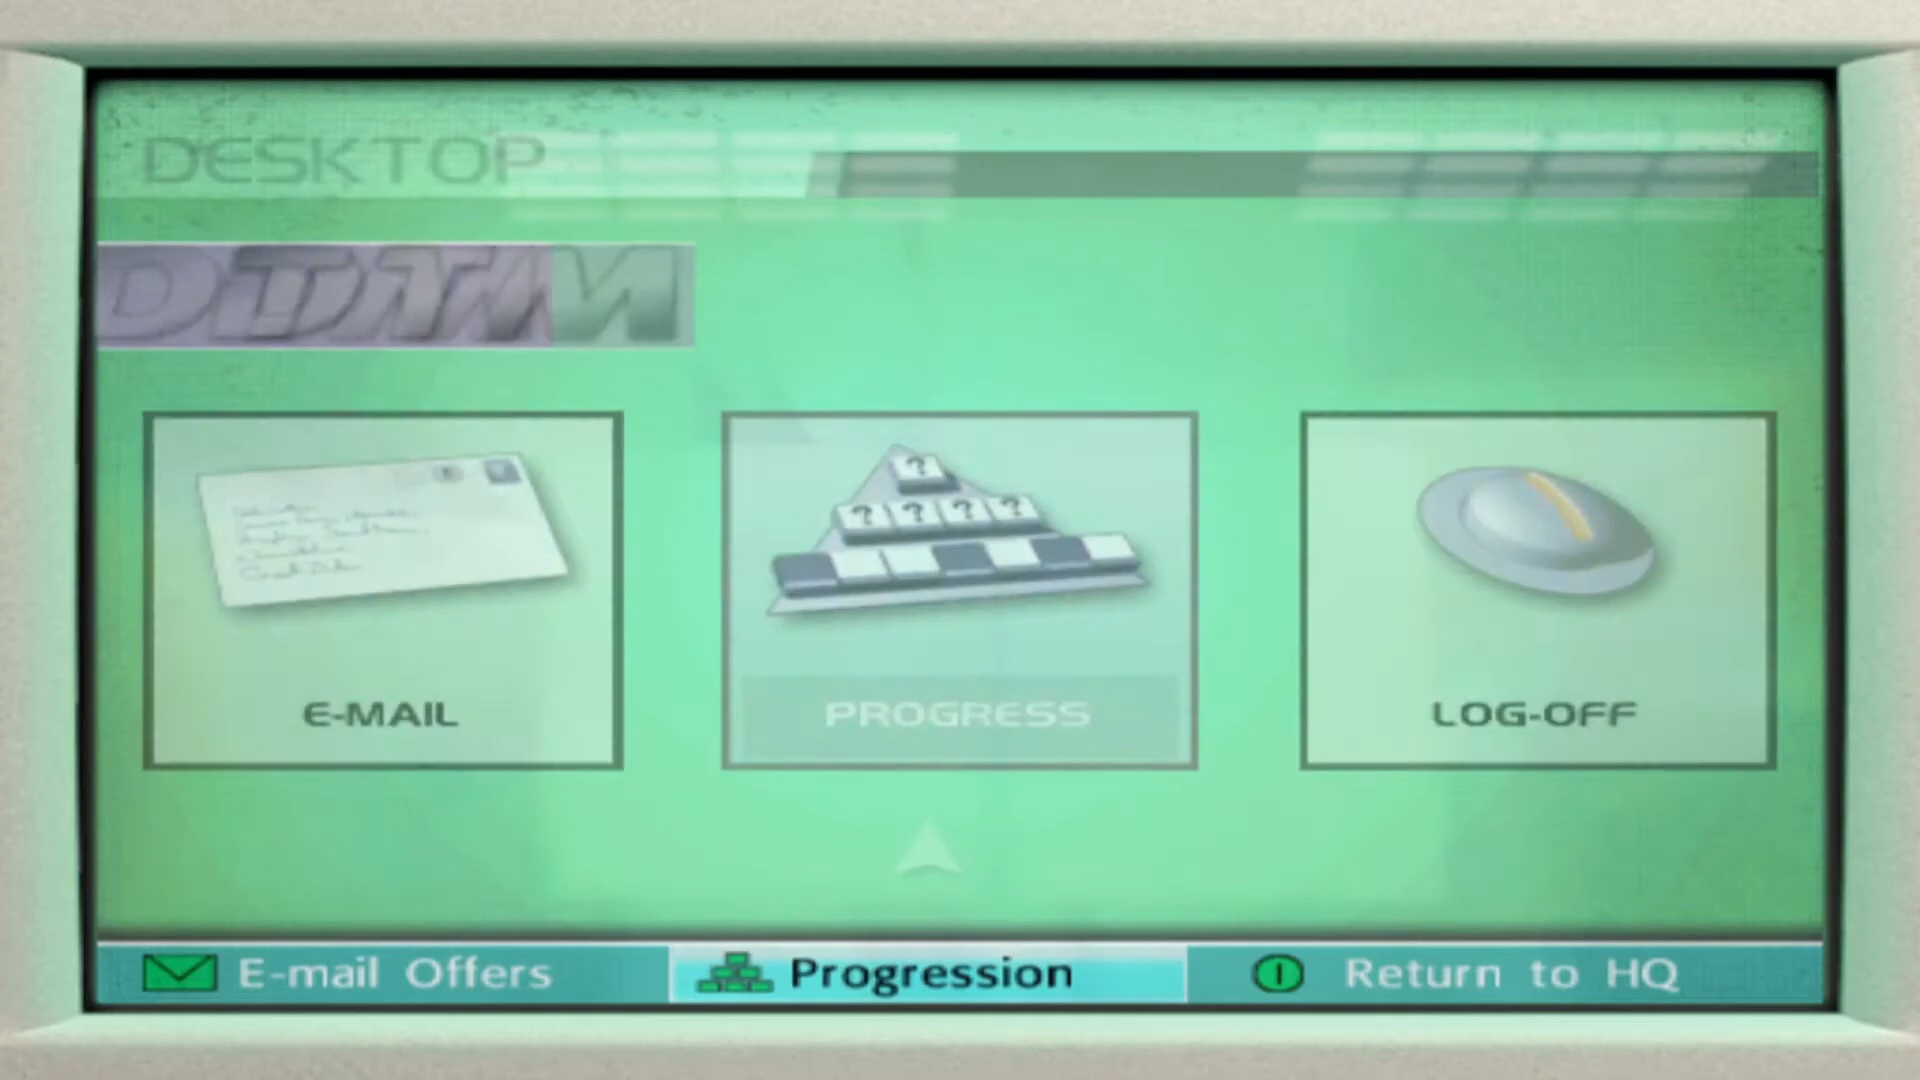 DESKTOP
?
? ? ? ?
E-MAIL
PROGRESS
LOG-OFF
E-mail Offers
Progression
Return to HQ